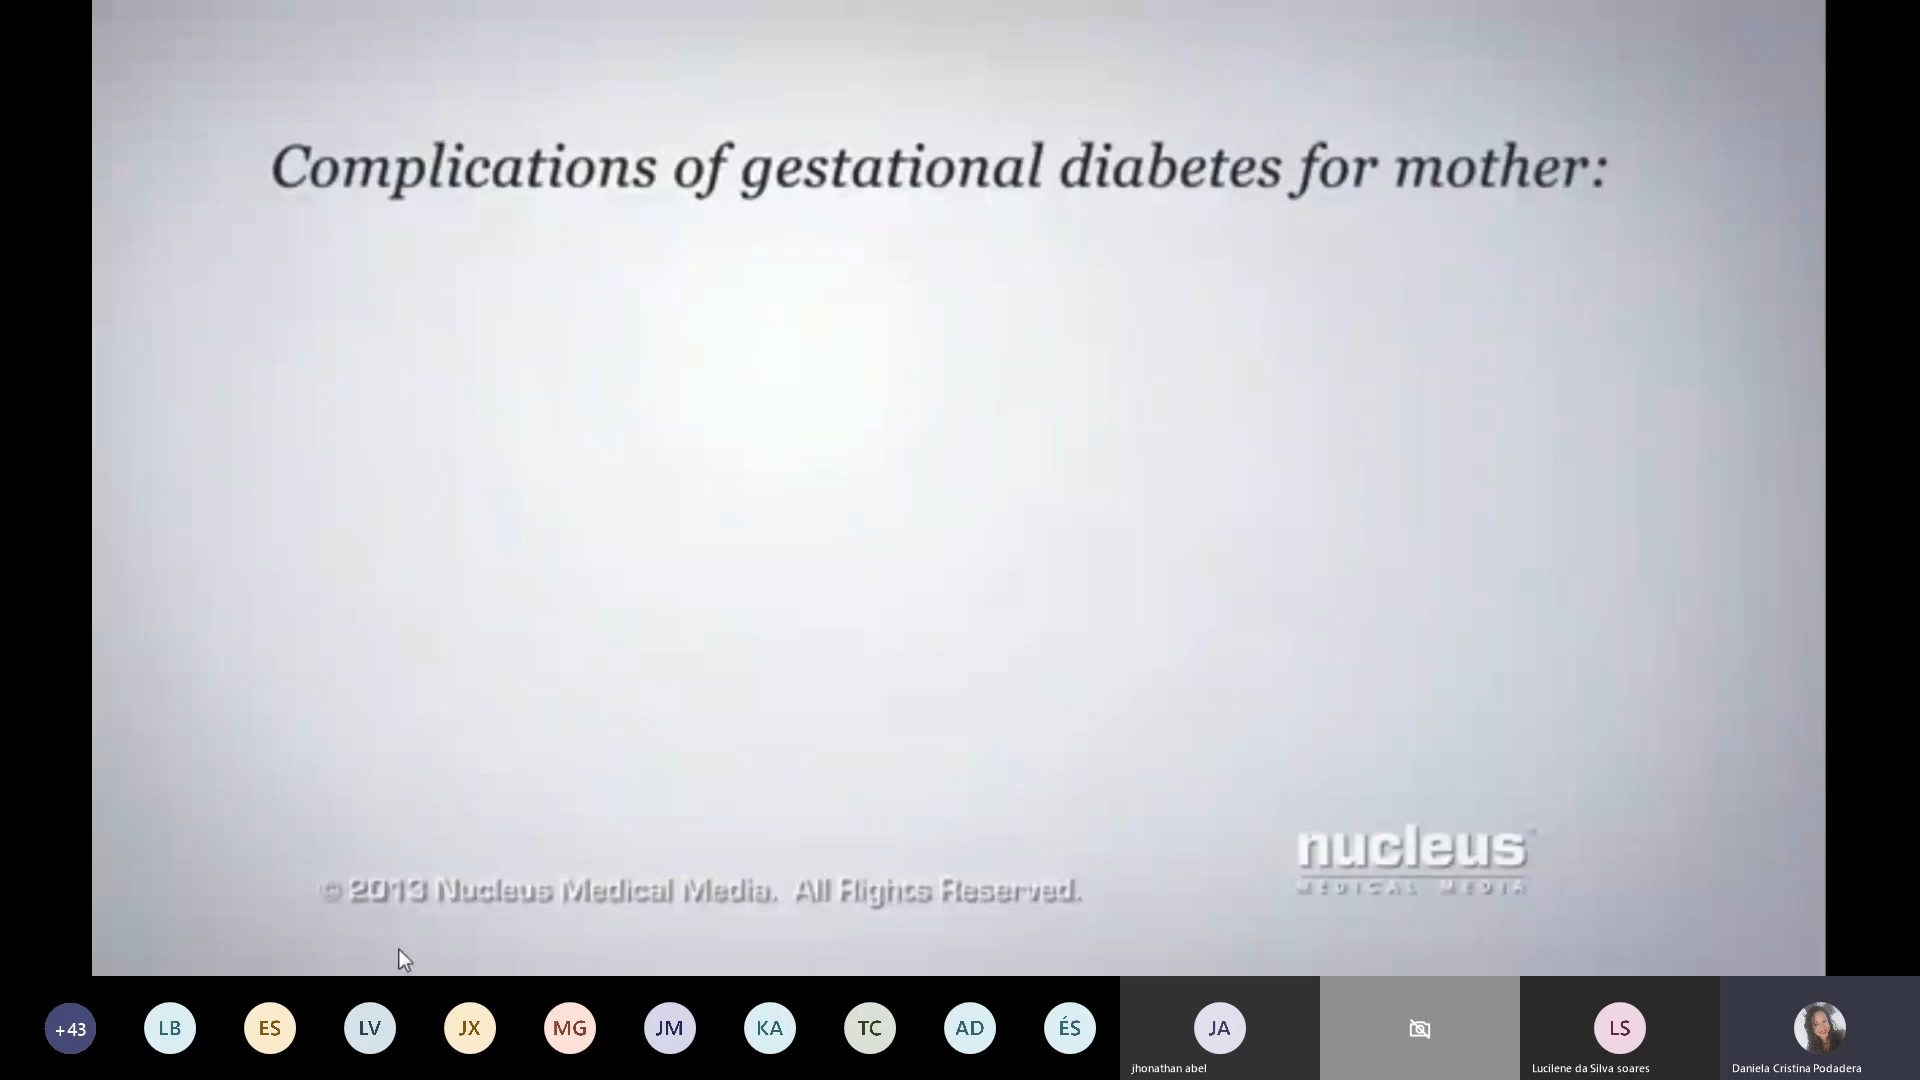 Complications of gestational diabetes for mother:
nucleus
MEDICAL MEDIA
© 2013 Nucleus Medical Media. All Rights Reserved.
+43
LB
ES
LV
JX
MG
JM
KA
TC
AD
ÉS
JA
LS
jhonathan abel
Lucilene da Silva soares
Daniela Cristina Podadera